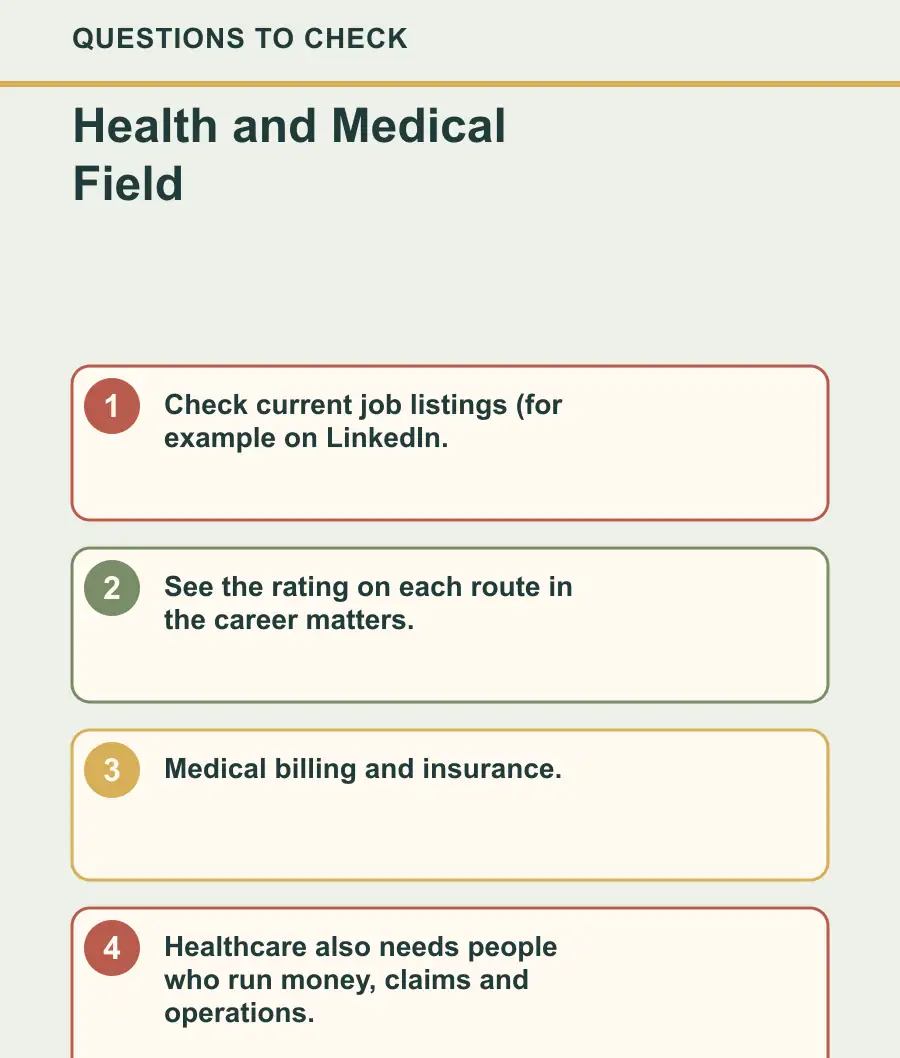 QUESTIONS TO CHECK
Health and Medical
Field
1
Check current job listings (for
example on LinkedIn.
2
See the rating on each route in
the career matters.
3
Medical billing and insurance.
4
Healthcare also needs people
who run money, claims and
operations.